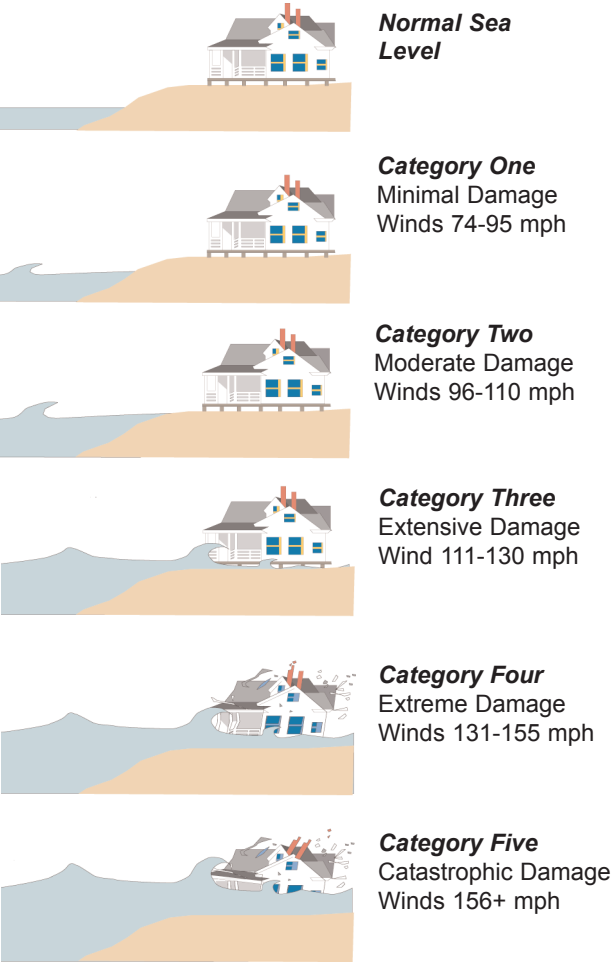 Normal Sea
Level
Category One
Minimal Damage
Winds 74-95 mph
Category Two
Moderate Damage
Winds 96-110 mph
Category Three
Extensive Damage
Wind 111-130 mph
Category Four
Extreme Damage
Winds 131-155 mph
Category Five
Catastrophic Damage
Winds 156+ mph